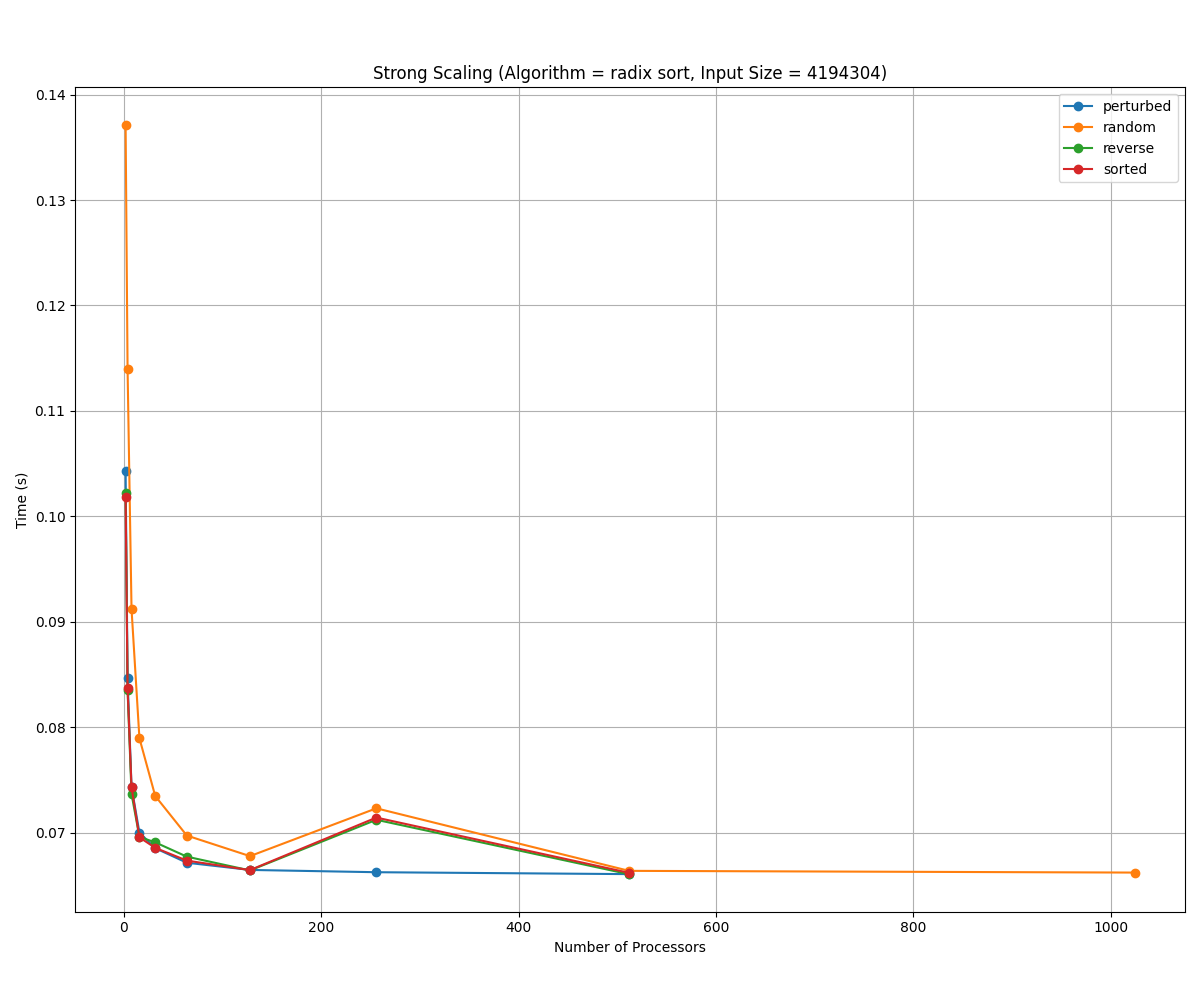 Strong Scaling (Algorithm = radix sort, Input Size = 4194304)
0.14
0.13
0.12
0.11
0.10
0.09
0.08
0.07
Time (s)
perturbed
random
reverse
sorted
0
200
400
600
800
1000
Number of Processors